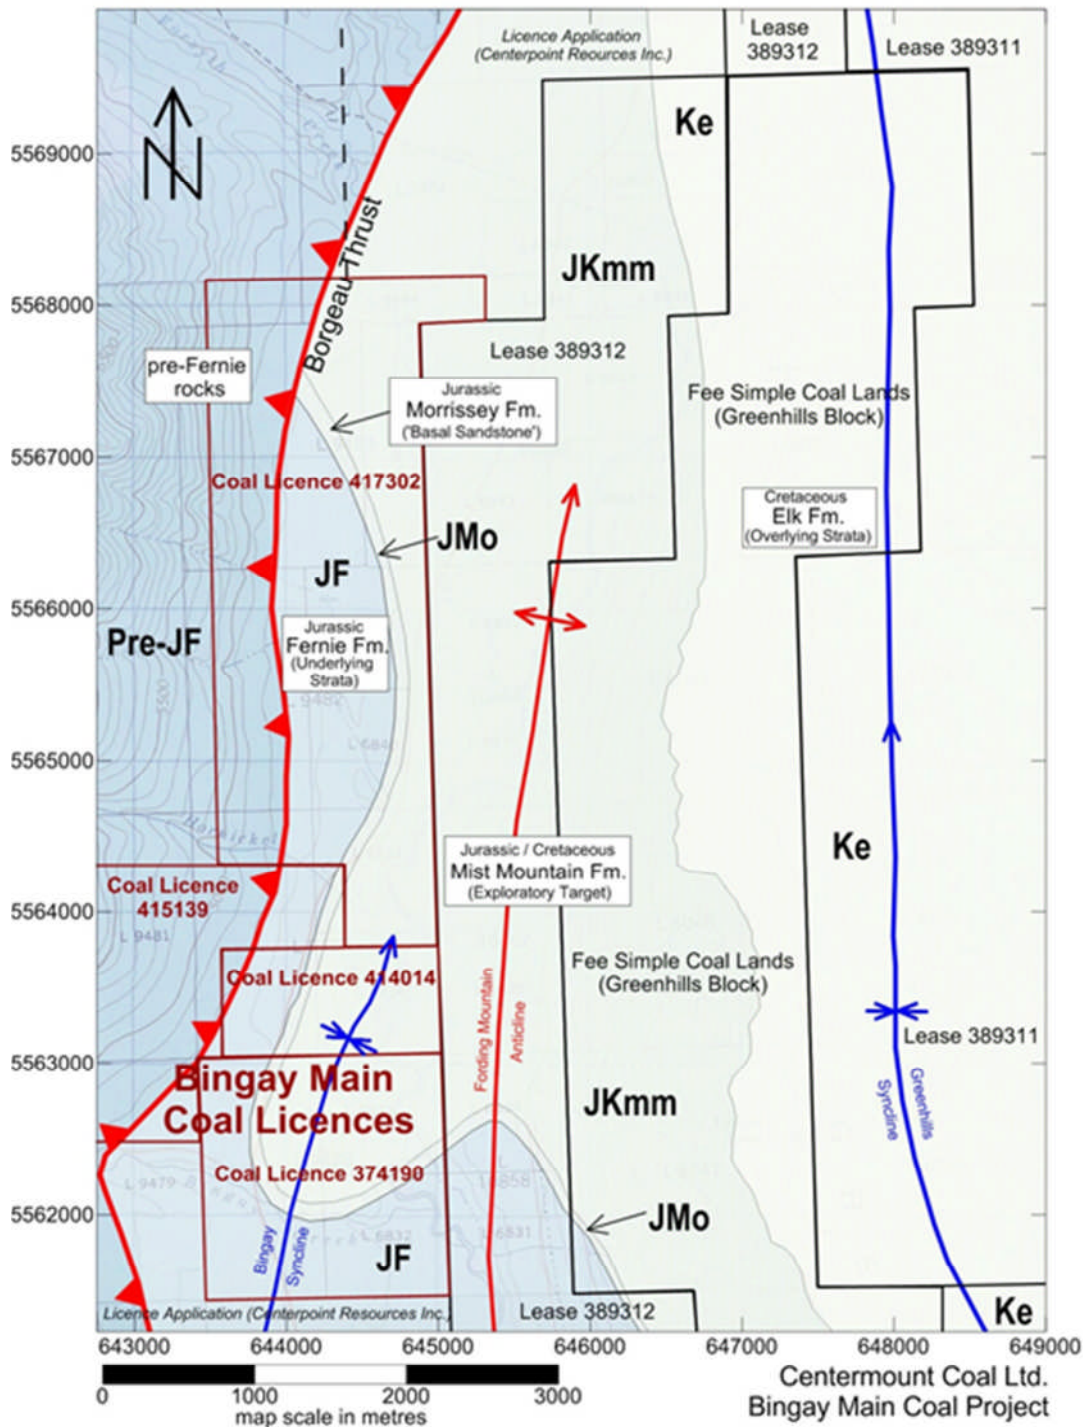 Licence Application
(Centerpoint Reources Inc.)
Lease
389312
Lease 389311
Ke
N
5569000
Borgeau Thrust
JKmm
5568000
Lease 389312
pre-Fernie
rocks
Jurassic
Morrissey Fm.
('Basal Sandstone')
Fee Simple Coal Lands
(Greenhills Block)
5567000
Coal Licence 417302
Cretaceous
Elk Fm.
(Overlying Strata)
JMo
JF
5566000
Pre-JF
Jurassic
Fernie Fm.
(Underlying
Strata)
L 9482
L 6840
5565000
Jurassic / Cretaceous
Mist Mountain Fm.
(Exploratory Target)
Ke
Coal Licence
415139
5564000
L 9481
Coal Licence 414014
Fee Simple Coal Lands
(Greenhills Block)
Fording Mountain
Anticline
Lease 389311
5563000
Bingay Main
Coal Licences
JKmm
Greenhills
Syncline
Coal Licence 374190
L 9479
5562000
JMo
L 6832
6831
Bingay
Syncline
JF
Licence Application (Centerpoint Resources Inc.
Lease 389312
Ke
643000 644000 645000 646000 647000 648000 649000
0 1000 2000 3000
map scale in metres
Centermount Coal Ltd.
Bingay Main Coal Project